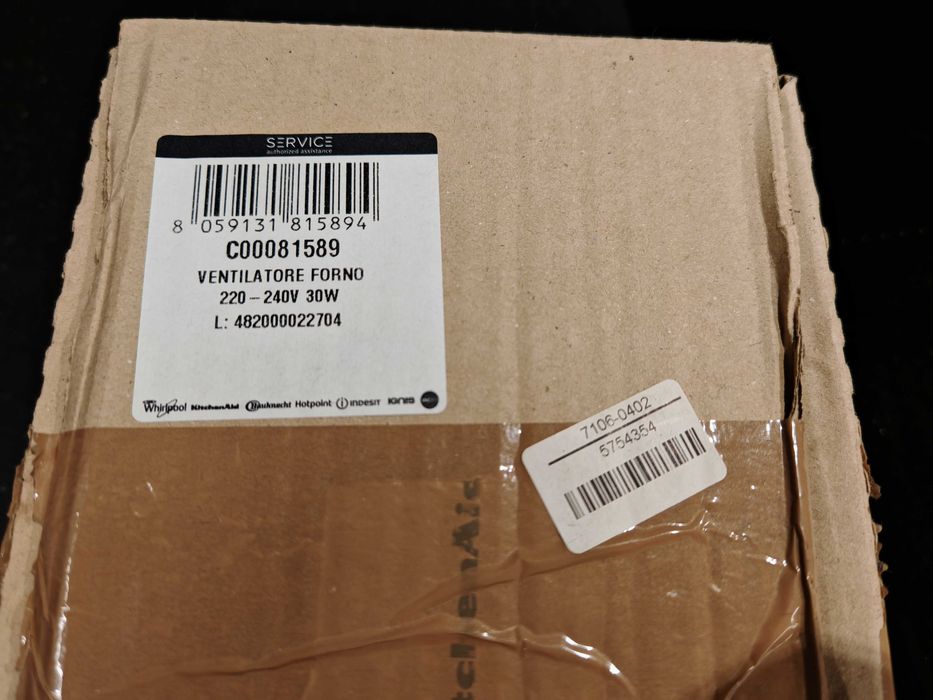 SERVICE
authorized assistance
8 059131 815894
C00081589
VENTILATORE FORNO
220-240V 30W
L: 482000022704
Whirlpool KitchenAid Bauknecht Hotpoint indesit IGNIS
7106-0402
5754354
itchenAid